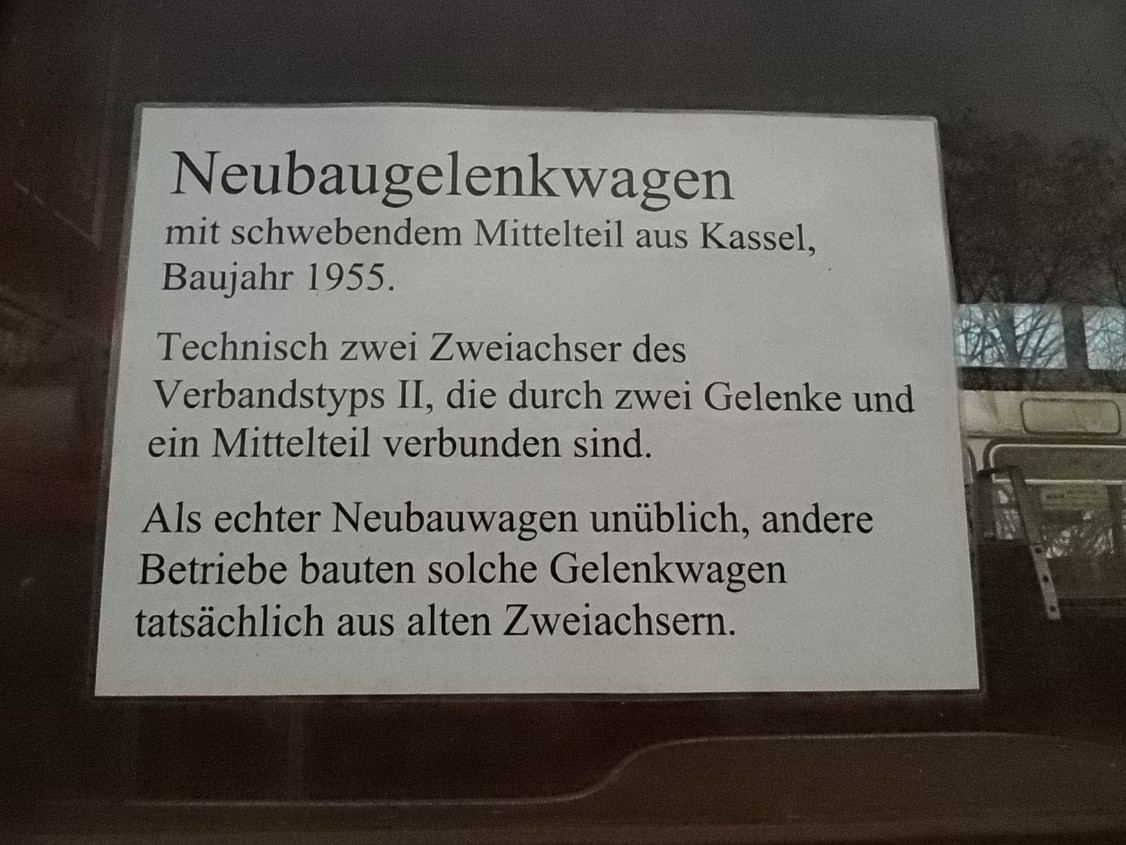 Neubaugelenkwagen
mit schwebendem Mittelteil aus Kassel,
Baujahr 1955.
Technisch zwei Zweiachser des
Verbandstyps II, die durch zwei Gelenke und
ein Mittelteil verbunden sind.
Als echter Neubauwagen unüblich, andere
Betriebe bauten solche Gelenkwagen
tatsächlich aus alten Zweiachsern.